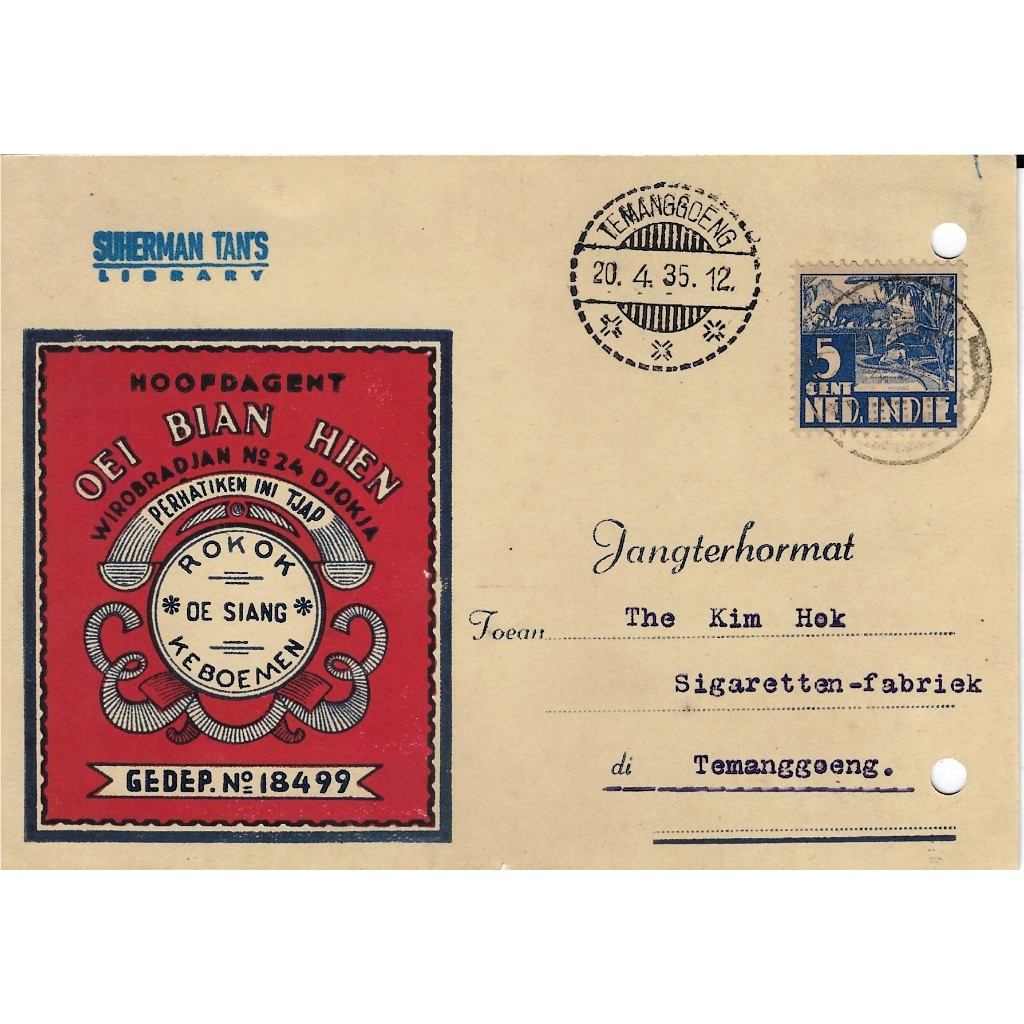 SUHERMAN TAN'S
LIBRARY
TEMANGGOENG
20. 4. 35. 12.
5
CENT
NED. INDIE
HOOFDAGENT
OEI BIAN HIEN
WIROBRADJAN No 24 DJOKJA
PERHATIKEN INI TJAP
ROKOK
* OE SIANG *
KEBOEMEN
GEDEP. No 18499
Jangterhormat
Toean The Kim Hok
Sigaretten-fabriek
di Temanggoeng.